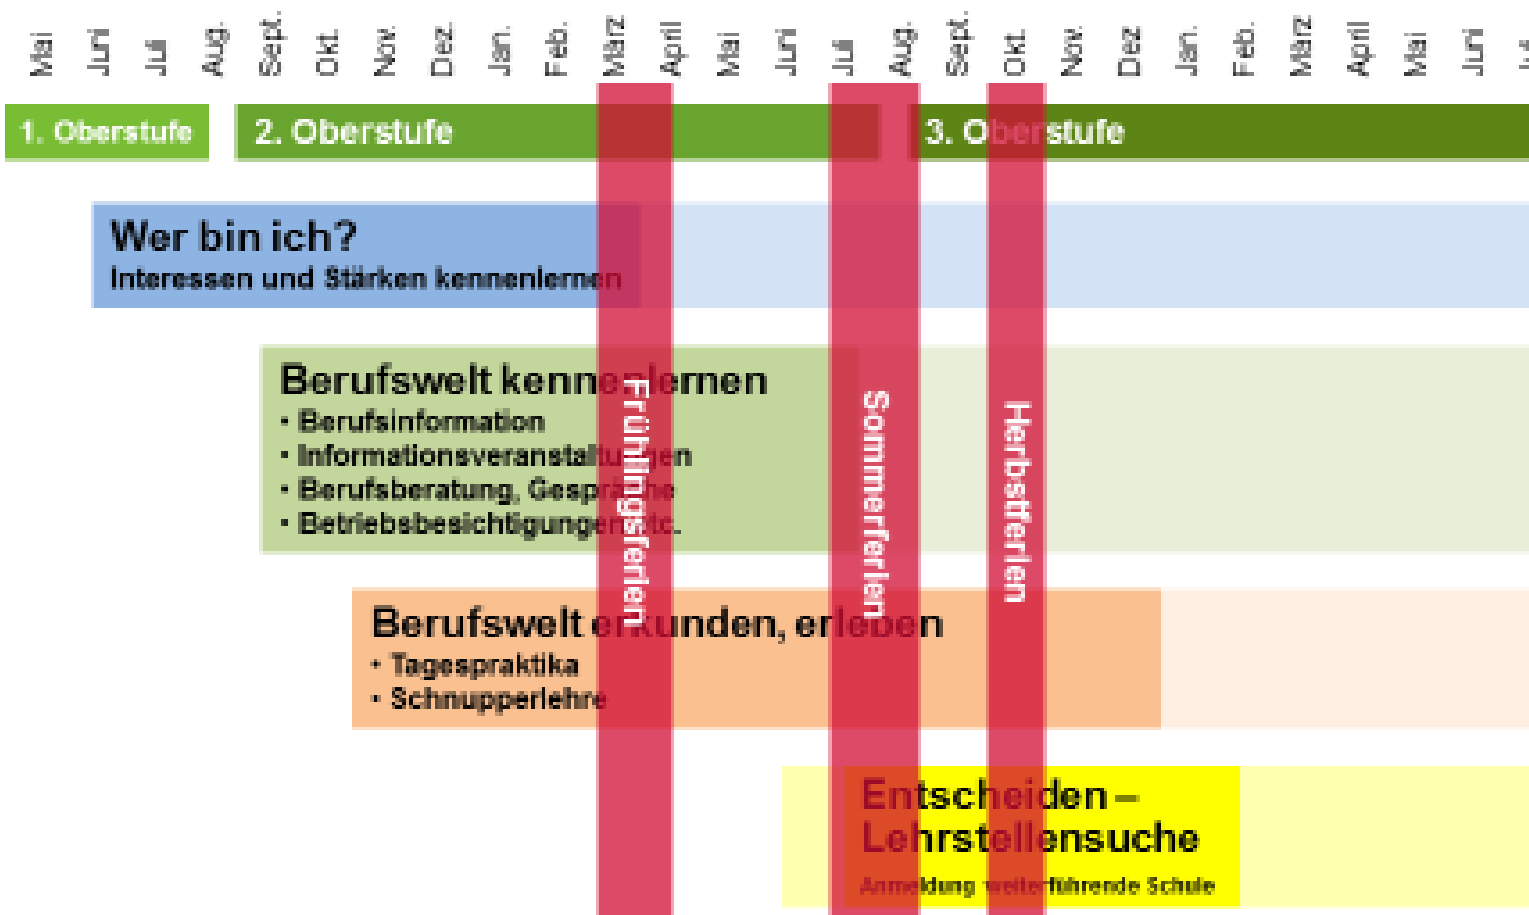 Mai Juni Juli Aug. Sept. Okt. Nov. Dez. Jan. Feb. März April Mai Juni Juli Aug. Sept. Okt. Nov. Dez. Jan. Feb. März April Mai Juni
1. Oberstufe 2. Oberstufe 3. Oberstufe
Wer bin ich?
Interessen und Stärken kennenlernen
Berufswelt kennenlernen
• Berufsinformation
• Informationsveranstaltungen
• Berufsberatung, Gespräche
• Betriebsbesichtigungen etc.
Frühlingsferien
Sommerferien
Herbstferien
Berufswelt erkunden, erleben
• Tagespraktika
• Schnupperlehre
Entscheiden –
Lehrstellensuche
Anmeldung weiterführende Schule